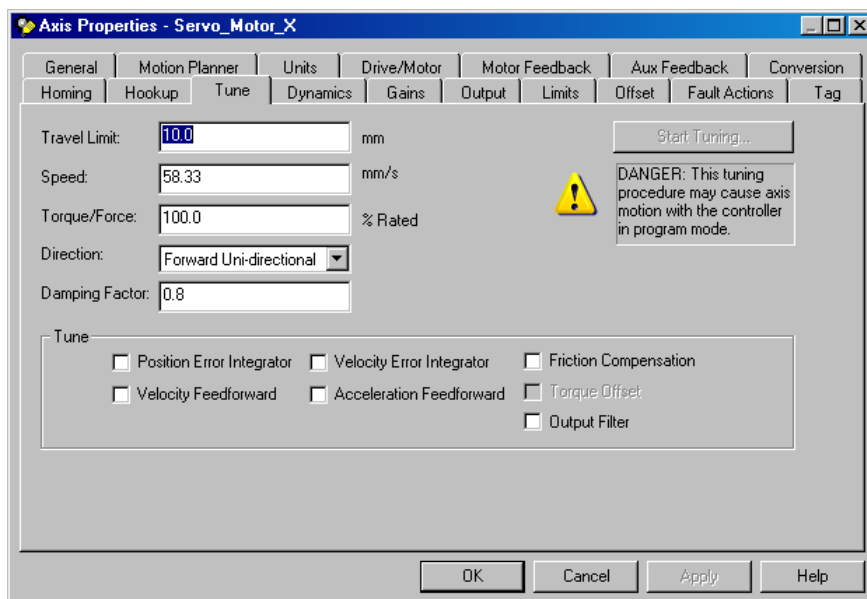 Axis Properties - Servo_Motor_X
General Motion Planner Units Drive/Motor Motor Feedback Aux Feedback Conversion
Homing Hookup Tune Dynamics Gains Output Limits Offset Fault Actions Tag
Travel Limit: 10.0 mm Start Tuning...
Speed: 58.33 mm/s
DANGER: This tuning
procedure may cause axis
motion with the controller
in program mode.
Torque/Force: 100.0 % Rated
Direction: Forward Uni-directional
Damping Factor: 0.8
Tune
Position Error Integrator Velocity Error Integrator Friction Compensation
Velocity Feedforward Acceleration Feedforward Torque Offset
Output Filter
OK Cancel Apply Help